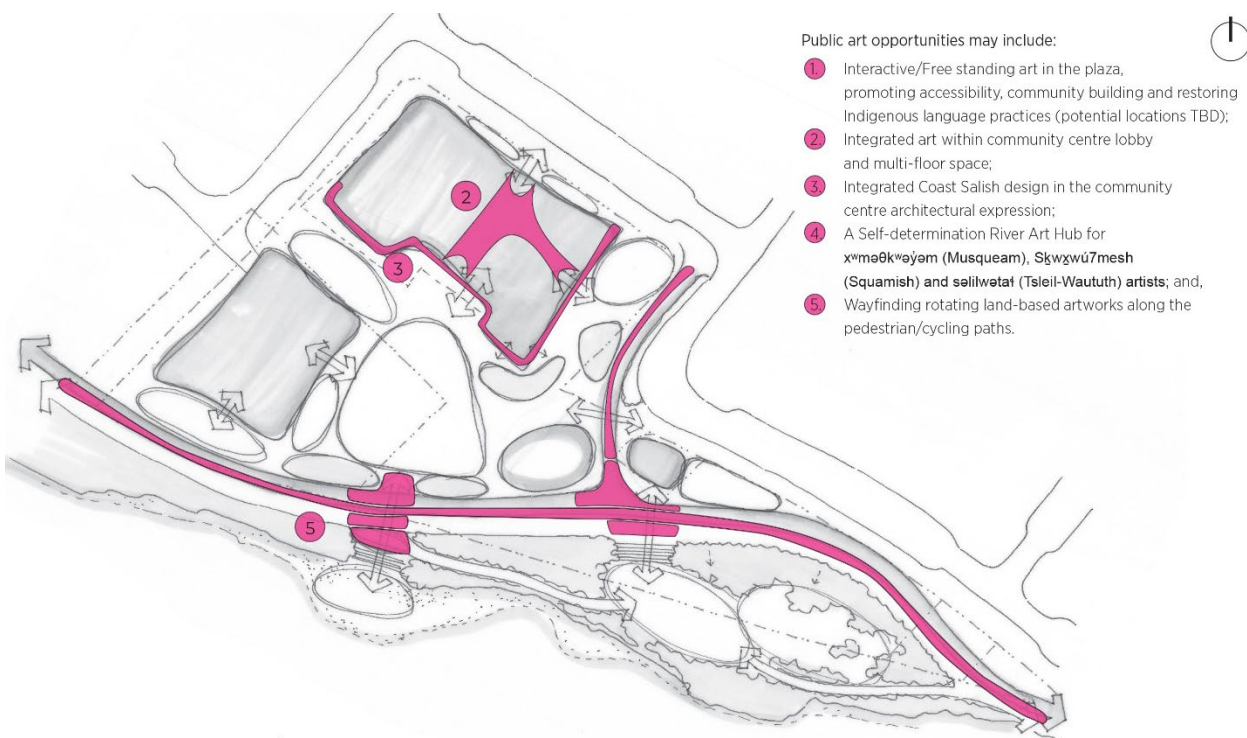 Public art opportunities may include:
1. Interactive/Free standing art in the plaza,
promoting accessibility, community building and restoring
Indigenous language practices (potential locations TBD);
2. Integrated art within community centre lobby
and multi-floor space;
3. Integrated Coast Salish design in the community
centre architectural expression;
4. A Self-determination River Art Hub for
xʷməθkʷəy̓əm (Musqueam), Sḵwx̱wú7mesh
(Squamish) and səlilwətaɬ (Tsleil-Waututh) artists; and,
5. Wayfinding rotating land-based artworks along the
pedestrian/cycling paths.
2
3
5